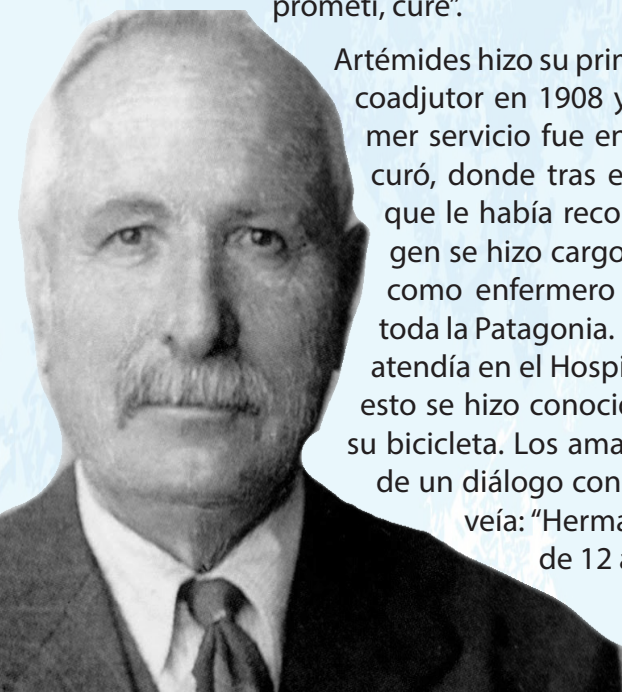 prometí, curé”.
Artémides hizo su prim
coadjutor en 1908 y
mer servicio fue en
curó, donde tras e
que le había reco
gen se hizo cargo
como enfermero
toda la Patagonia.
atendía en el Hospi
esto se hizo conocid
su bicicleta. Los ama
de un diálogo con
veía: “Herma
de 12 a